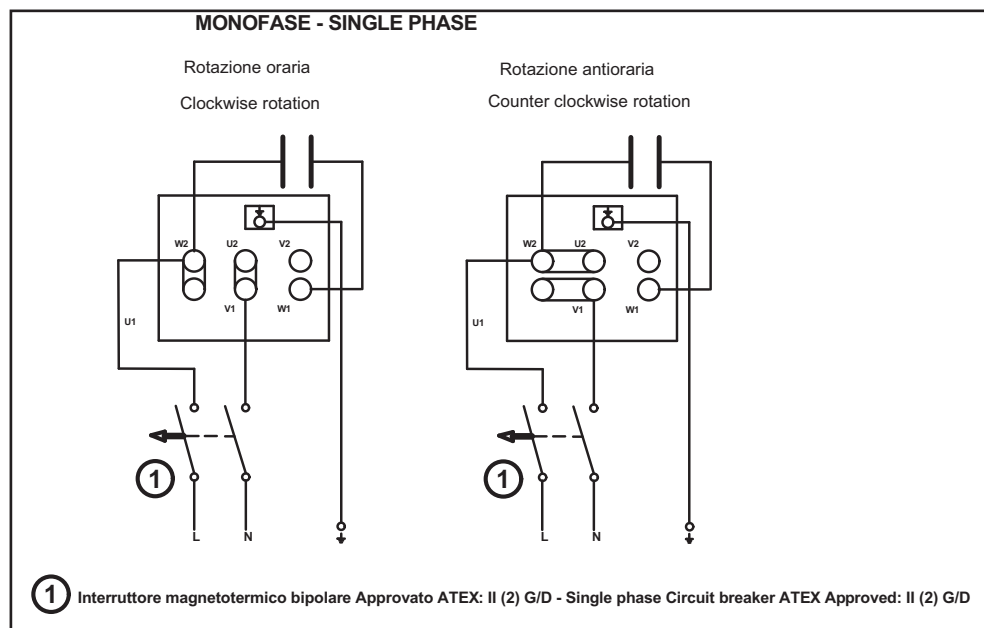 MONOFASE - SINGLE PHASE
Rotazione oraria
Clockwise rotation
Rotazione antioraria
Counter clockwise rotation
W2 U2 V2
V1 W1
U1
1
L N
W2 U2 V2
V1 W1
U1
1
L N
1 Interruttore magnetotermico bipolare Approvato ATEX: II (2) G/D - Single phase Circuit breaker ATEX Approved: II (2) G/D